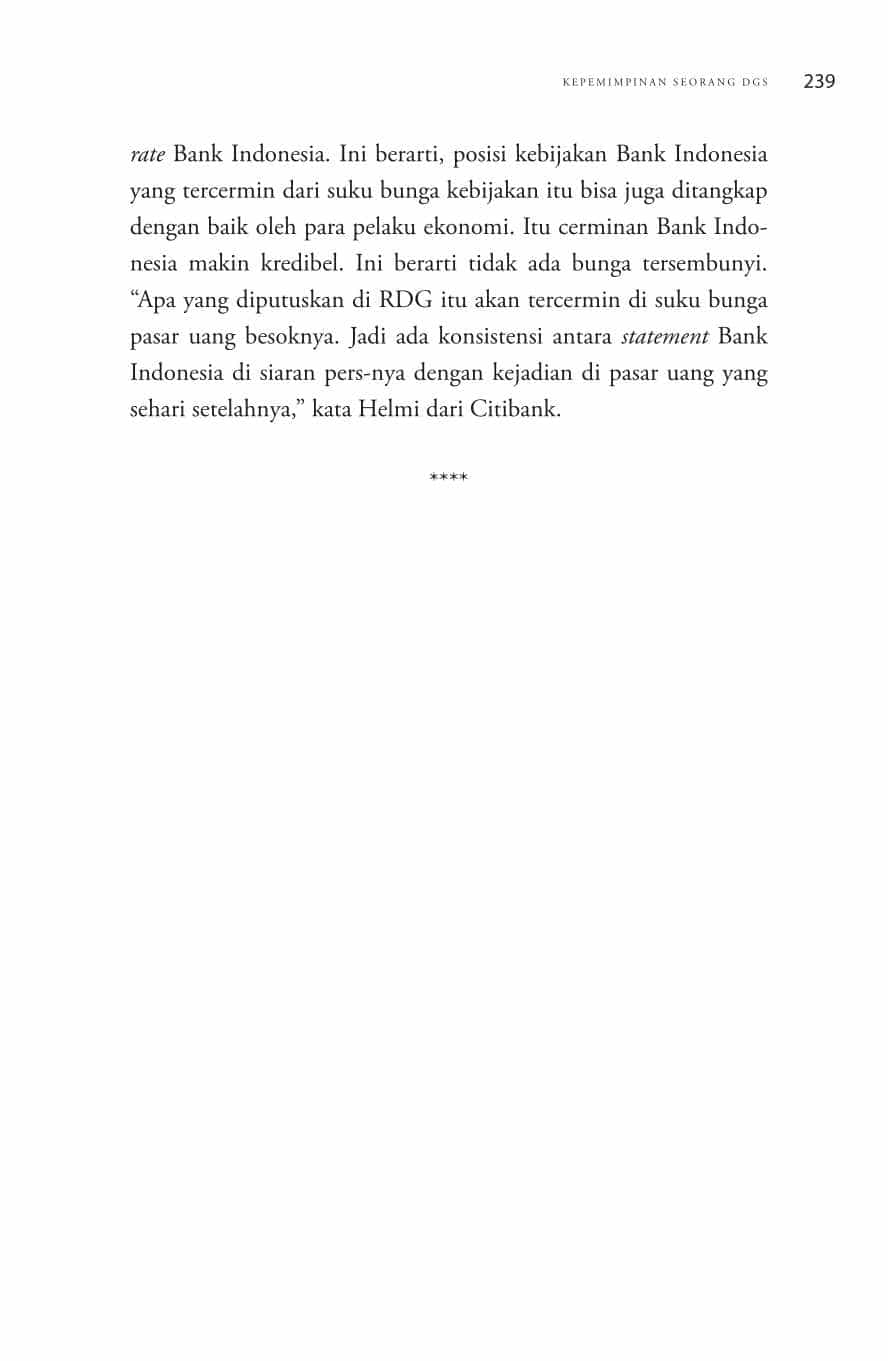 KEPEMIMPINAN SEORANG DGS 239
rate Bank Indonesia. Ini berarti, posisi kebijakan Bank Indonesia
yang tercermin dari suku bunga kebijakan itu bisa juga ditangkap
dengan baik oleh para pelaku ekonomi. Itu cerminan Bank Indo-
nesia makin kredibel. Ini berarti tidak ada bunga tersembunyi.
“Apa yang diputuskan di RDG itu akan tercermin di suku bunga
pasar uang besoknya. Jadi ada konsistensi antara statement Bank
Indonesia di siaran pers-nya dengan kejadian di pasar uang yang
sehari setelahnya,” kata Helmi dari Citibank.
****